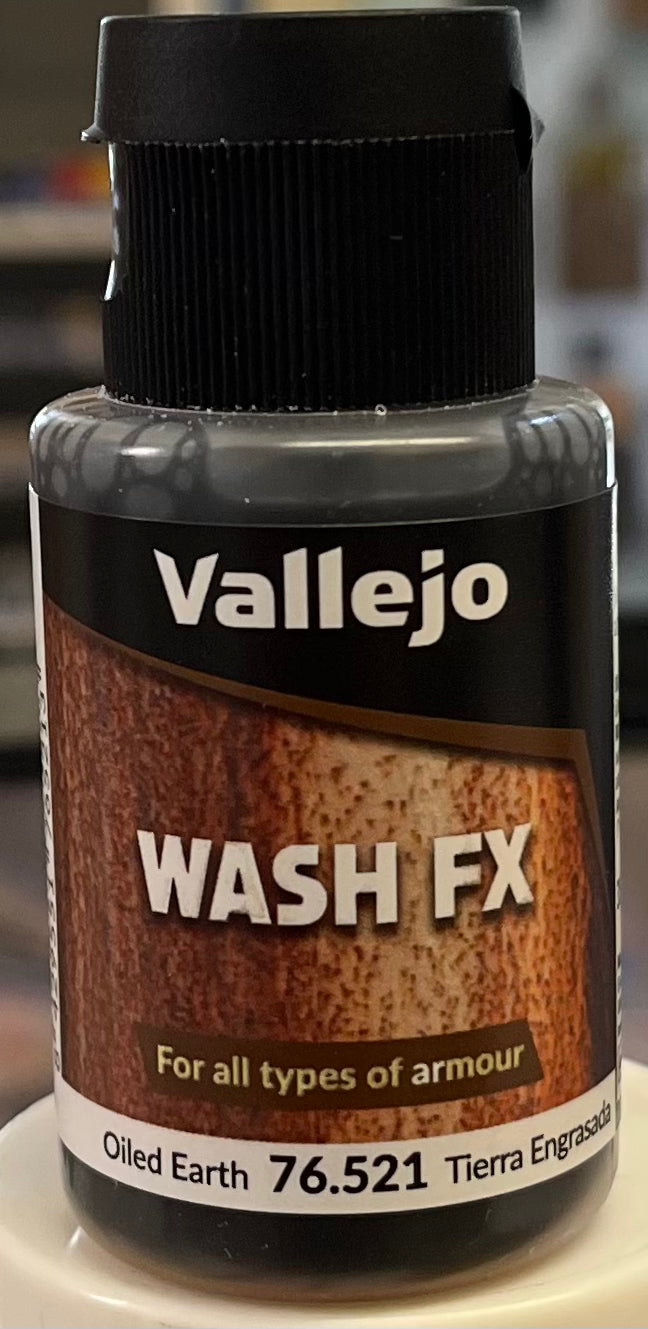 Vallejo
WASH FX
For all types of armour
Oiled Earth 76.521 Tierra Engrasada